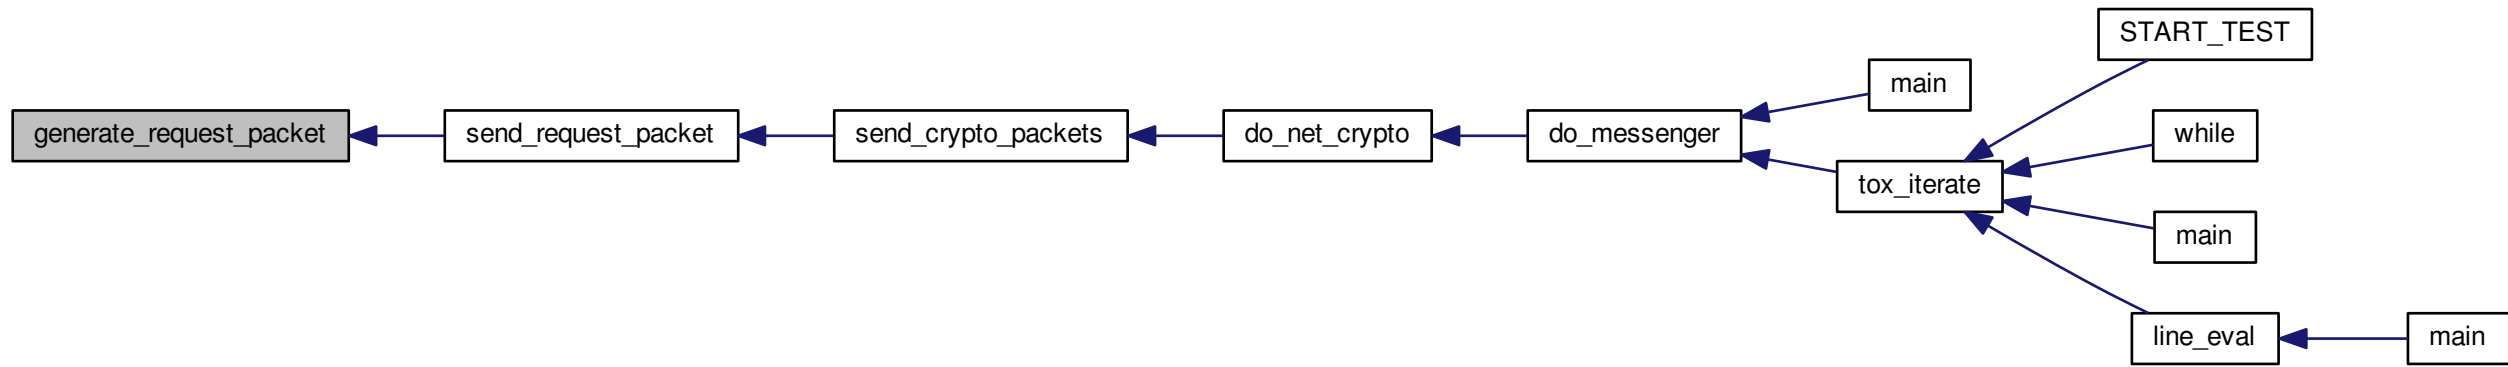 START_TEST
main
generate_request_packet
send_request_packet
send_crypto_packets
do_net_crypto
do_messenger
while
tox_iterate
main
line_eval
main